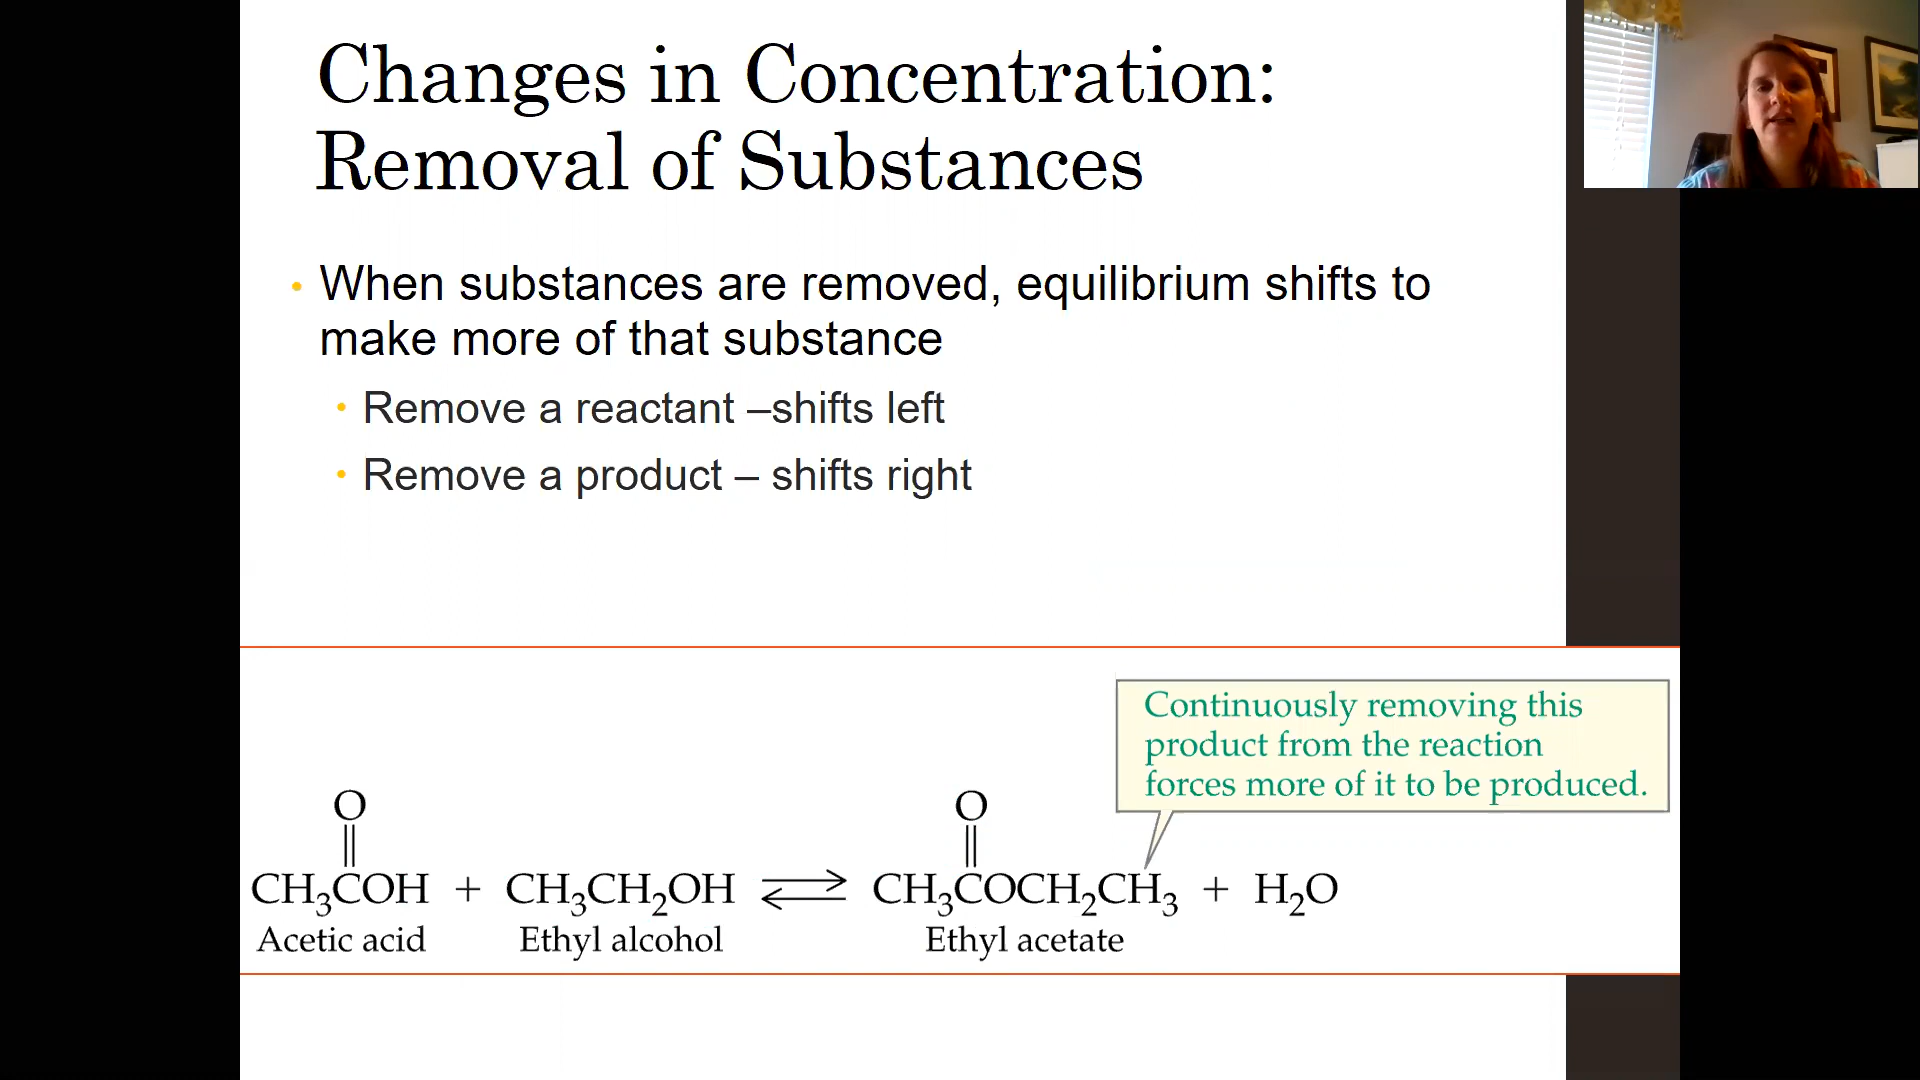 Changes in Concentration:
Removal of Substances
• When substances are removed, equilibrium shifts to
make more of that substance
• Remove a reactant –shifts left
• Remove a product – shifts right
Continuously removing this
product from the reaction
forces more of it to be produced.
O O
|| ||
CH₃COH + CH₃CH₂OH ⇌ CH₃COCH₂CH₃ + H₂O
Acetic acid Ethyl alcohol Ethyl acetate